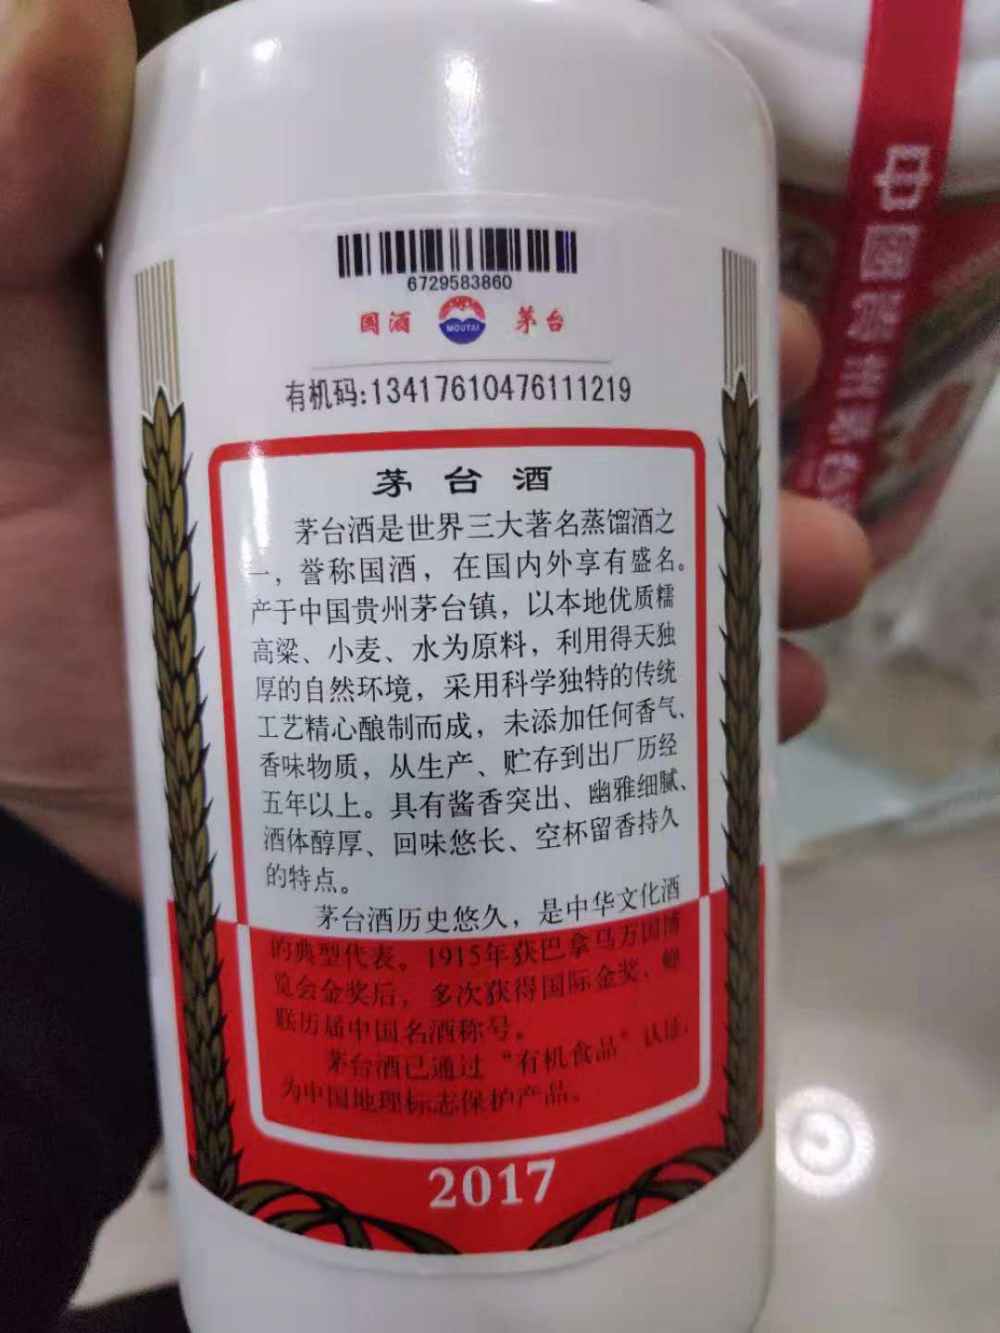 6729583860
国酒 MOUTAI 茅台
有机码:13417610476111219
茅台酒
茅台酒是世界三大著名蒸馏酒之
一，誉称国酒，在国内外享有盛名。
产于中国贵州茅台镇，以本地优质糯
高粱、小麦、水为原料，利用得天独
厚的自然环境，采用科学独特的传统
工艺精心酿制而成，未添加任何香气、
香味物质，从生产、贮存到出厂历经
五年以上。具有酱香突出、幽雅细腻、
酒体醇厚、回味悠长、空杯留香持久
的特点。
茅台酒历史悠久，是中华文化酒
的典型代表。1915年获巴拿马万国博
览会金奖后，多次获得国际金奖、蝉
联历届中国名酒称号。
茅台酒已通过“有机食品”认证，
为中国地理标志保护产品。
2017
中國